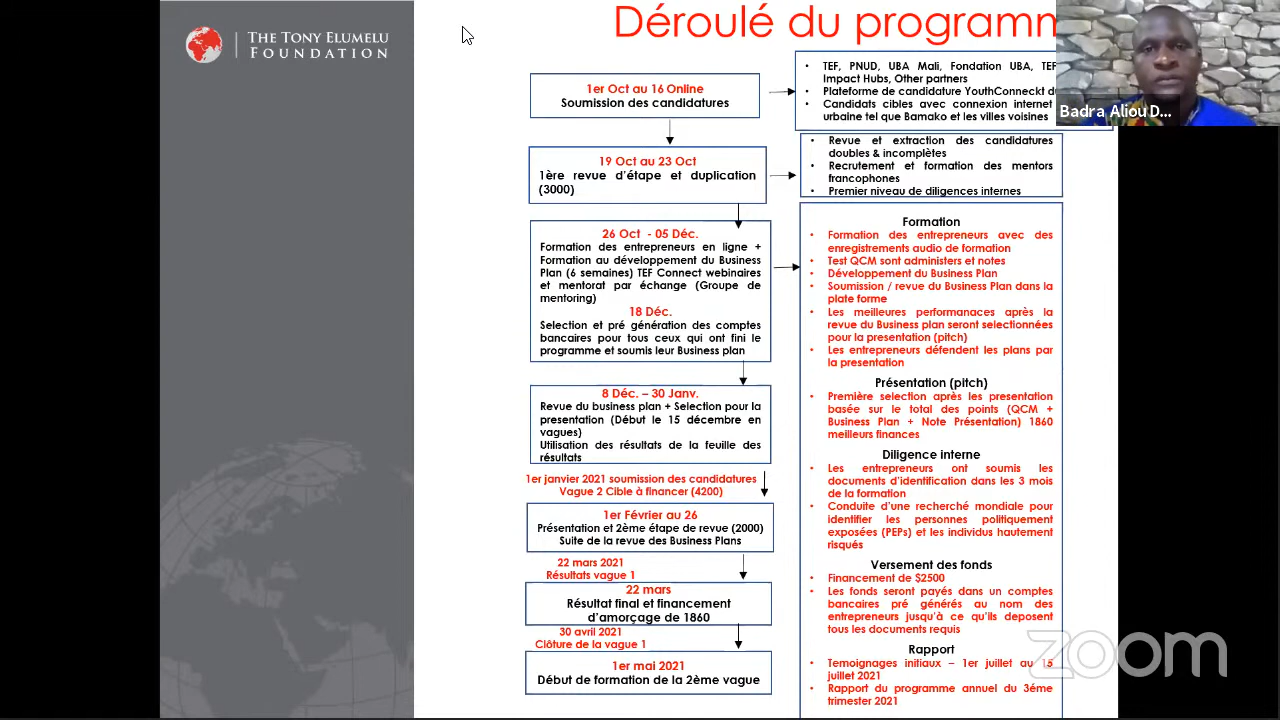 THE TONY ELUMELU
FOUNDATION
Déroulé du programm
1er Oct au 16 Online
Soumission des candidatures
TEF, PNUD, UBA Mali, Fondation UBA, TEF
Impact Hubs, Other partners
Plateforme de candidature YouthConneckt d
Candidats cibles avec connexion internet
urbaine tel que Bamako et les villes voisines
Badra Aliou D...
19 Oct au 23 Oct
1ère revue d'étape et duplication
(3000)
Revue et extraction des candidatures
doubles & incomplètes
Recrutement et formation des mentors
francophones
Premier niveau de diligences internes
26 Oct - 05 Déc.
Formation des entrepreneurs en ligne +
Formation au développement du Business
Plan (6 semaines) TEF Connect webinaires
et mentorat par échange (Groupe de
mentoring)
18 Déc.
Selection et pré génération des comptes
bancaires pour tous ceux qui ont fini le
programme et soumis leur Business plan
8 Déc. – 30 Janv.
Revue du business plan + Selection pour la
presentation (Début le 15 décembre en
vagues)
Utilisation des résultats de la feuille des
résultats
1er janvier 2021 soumission des candidatures
Vague 2 Cible à financer (4200)
1er Février au 26
Présentation et 2ème étape de revue (2000)
Suite de la revue des Business Plans
22 mars 2021
Résultats vague 1
22 mars
Résultat final et financement
d'amorçage de 1860
30 avril 2021
Clôture de la vague 1
1er mai 2021
Début de formation de la 2ème vague
Formation
Formation des entrepreneurs avec des
enregistrements audio de formation
Test QCM sont administers et notes
Développement du Business Plan
Soumission / revue du Business Plan dans la
plate forme
Les meilleures performanaces après la
revue du Business plan seront selectionnées
pour la presentation (pitch)
Les entrepreneurs défendent les plans par
la presentation
Présentation (pitch)
Première selection après les presentation
basée sur le total des points (QCM +
Business Plan + Note Présentation) 1860
meilleurs finances
Diligence interne
Les entrepreneurs ont soumis les
documents d'identification dans les 3 mois
de la formation
Conduite d'une recherché mondiale pour
identifier les personnes politiquement
exposées (PEPs) et les individus hautement
risqués
Versement des fonds
Financement de $2500
Les fonds seront payés dans un comptes
bancaires pré générés au nom des
entrepreneurs jusqu'à ce qu'ils deposent
tous les documents requis
Rapport
Temoignages initiaux – 1er juillet au 15
juillet 2021
Rapport du programme annuel du 3éme
trimester 2021
zoom